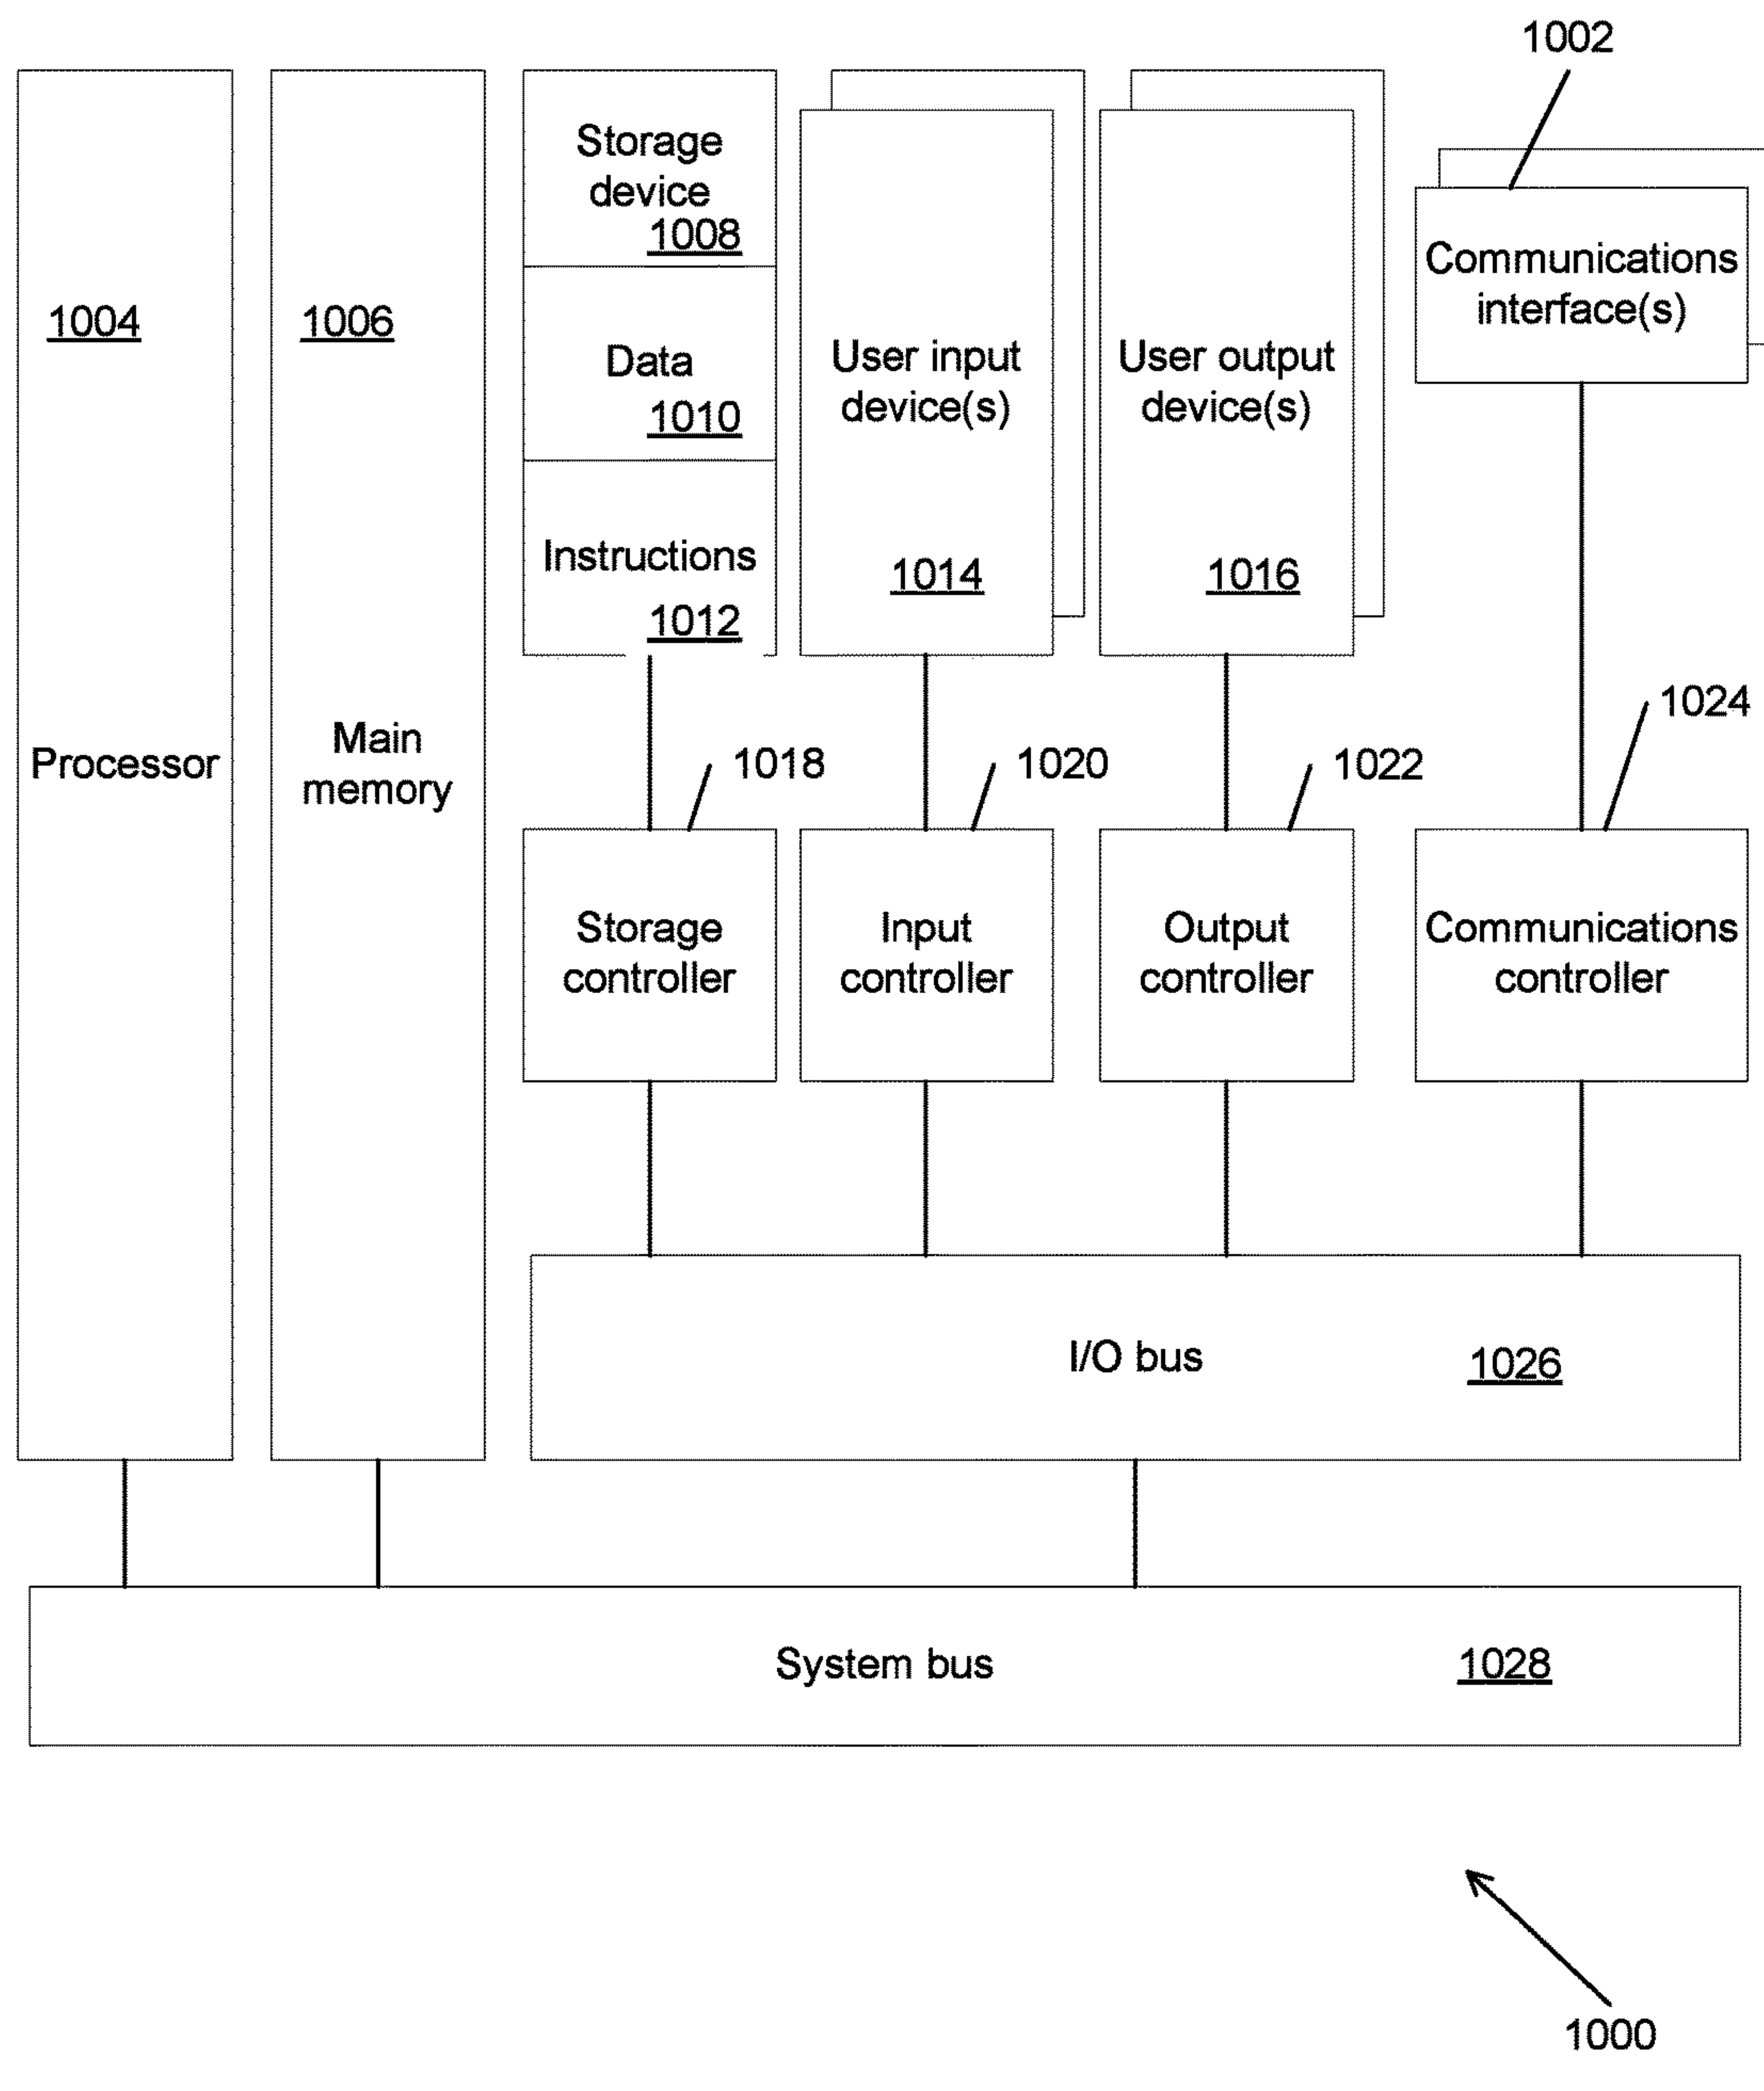 1002
Storage
device
1008
Communications
interface(s)
1004
1006
Data
1010
User input
device(s)
User output
device(s)
Instructions
1012
1014
1016
1024
Processor
Main
memory
1018
1020
1022
Storage
controller
Input
controller
Output
controller
Communications
controller
I/O bus
1026
System bus
1028
1000